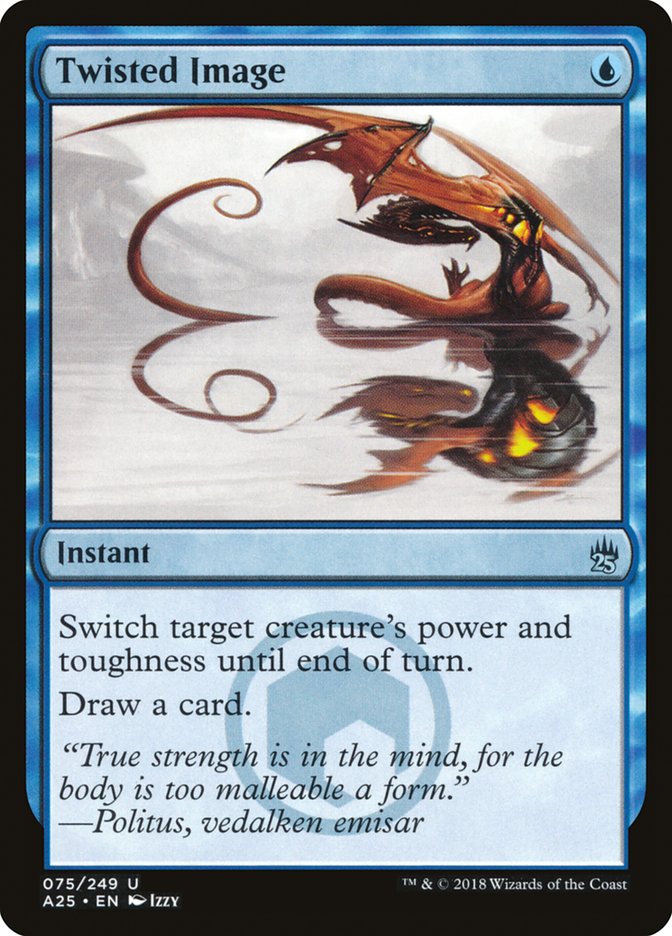 Twisted Image
Instant
25
Switch target creature's power and
toughness until end of turn.
Draw a card.
"True strength is in the mind, for the
body is too malleable a form."
—Politus, vedalken emisar
075/249 U
A25 • EN Izzy
™ & © 2018 Wizards of the Coast